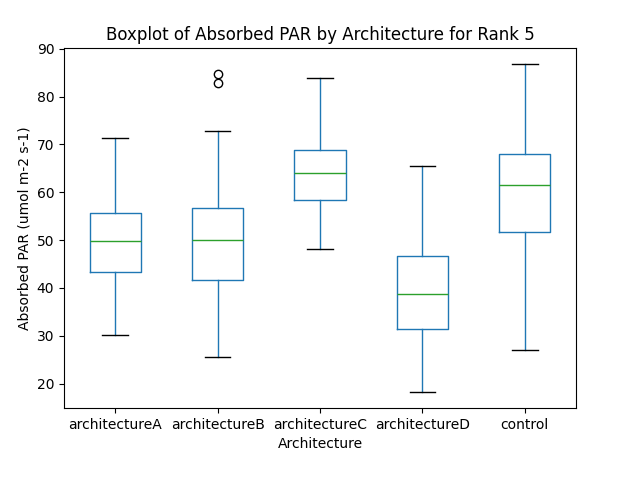 Boxplot of Absorbed PAR by Architecture for Rank 5
Absorbed PAR (umol m-2 s-1)
90
80
70
60
50
40
30
20
architectureA architectureB architectureC architectureD control
Architecture